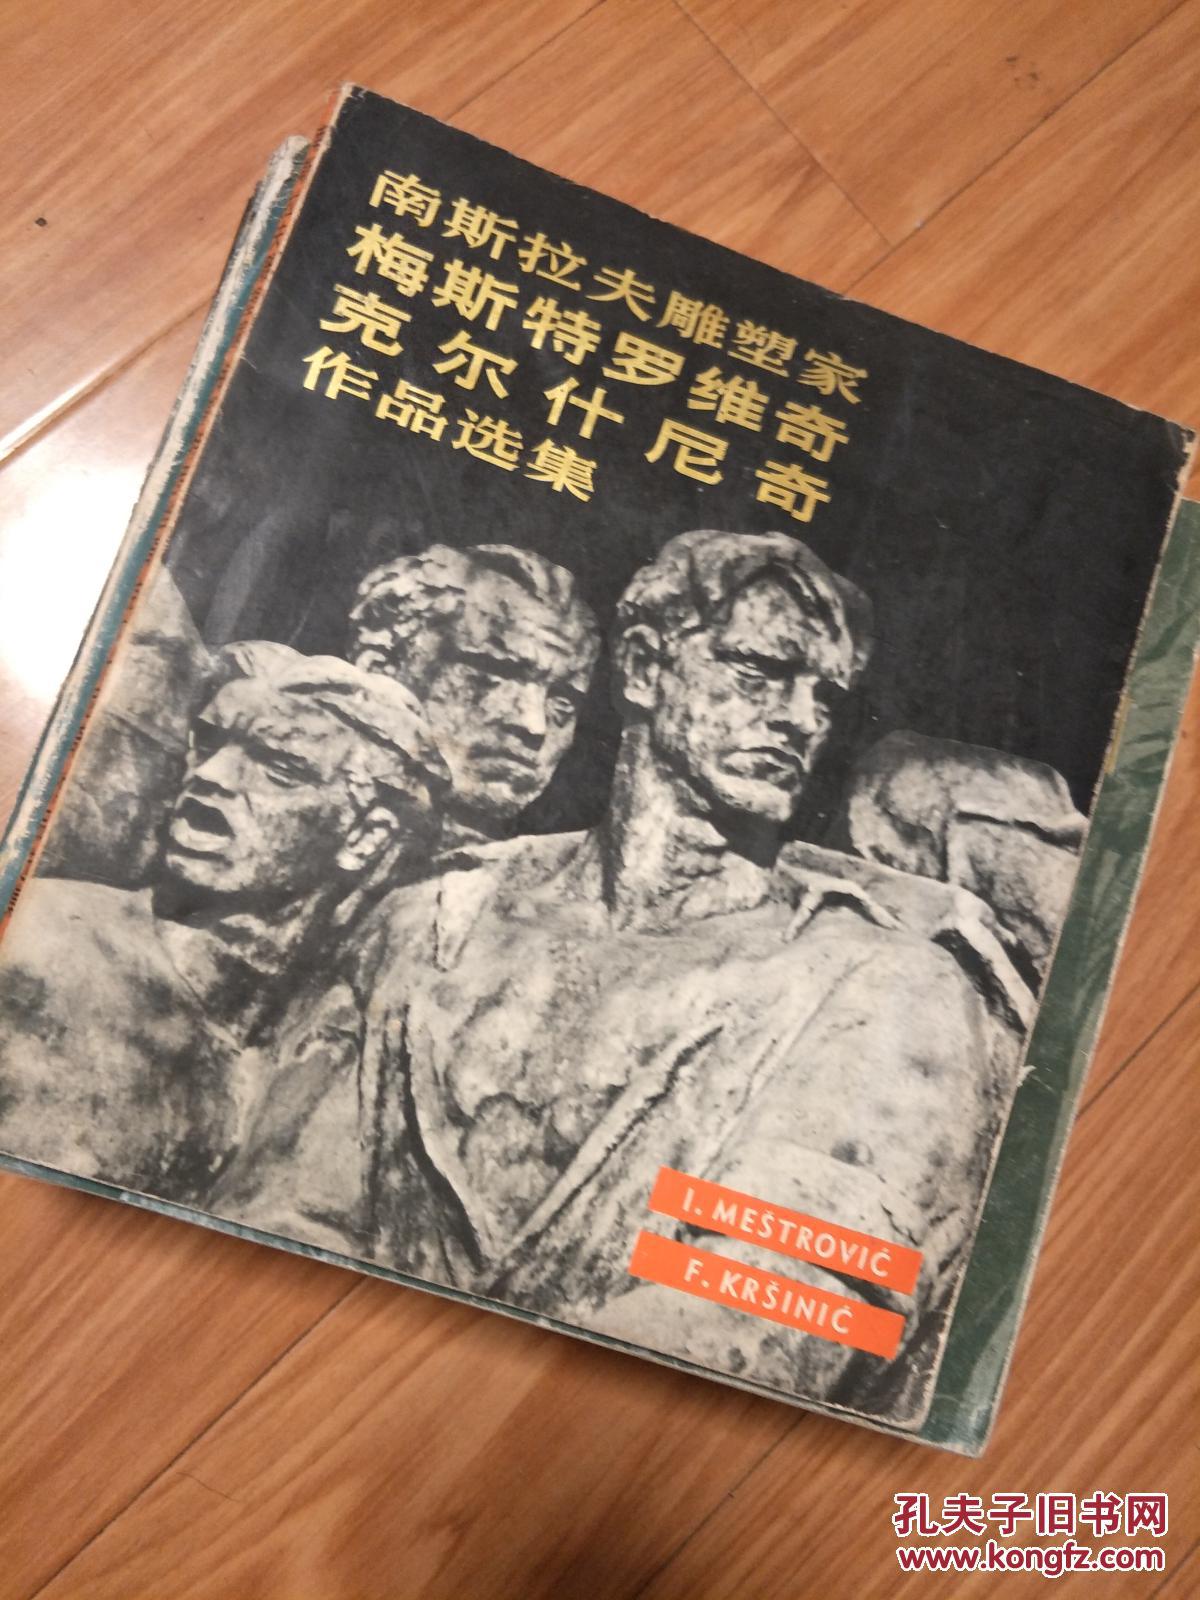 南斯拉夫雕塑家
梅斯特罗维奇
克尔什尼奇
作品选集
I. MEŠTROVIĆ
F. KRŠINIĆ
孔夫子旧书网
www.kongfz.com